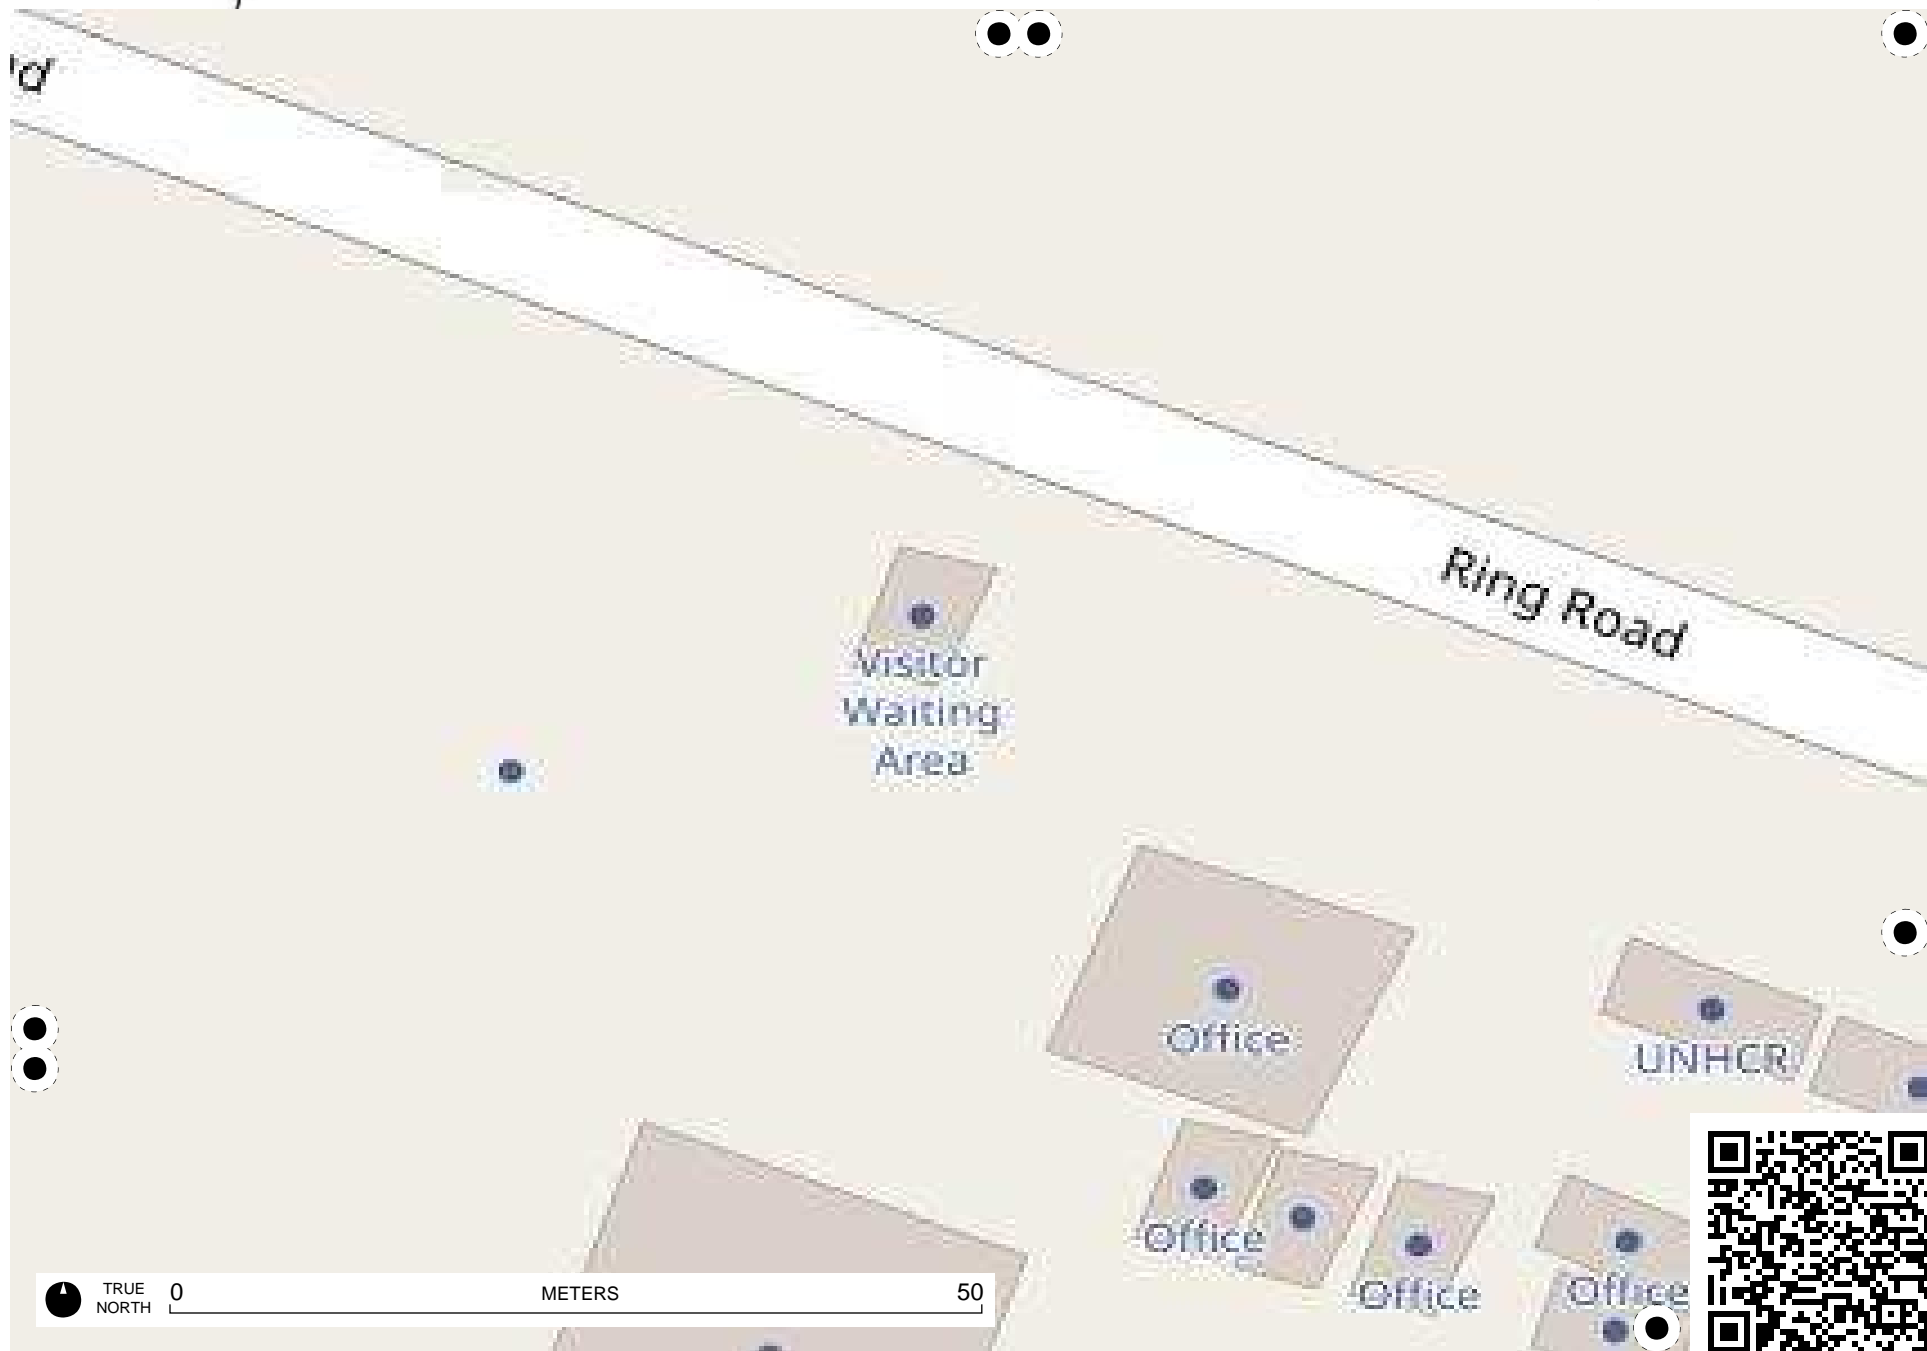 Ring Road
Visitor
Waiting
Area
Office
UNHCR
Office
Office
Office
TRUE
NORTH
0
METERS
50